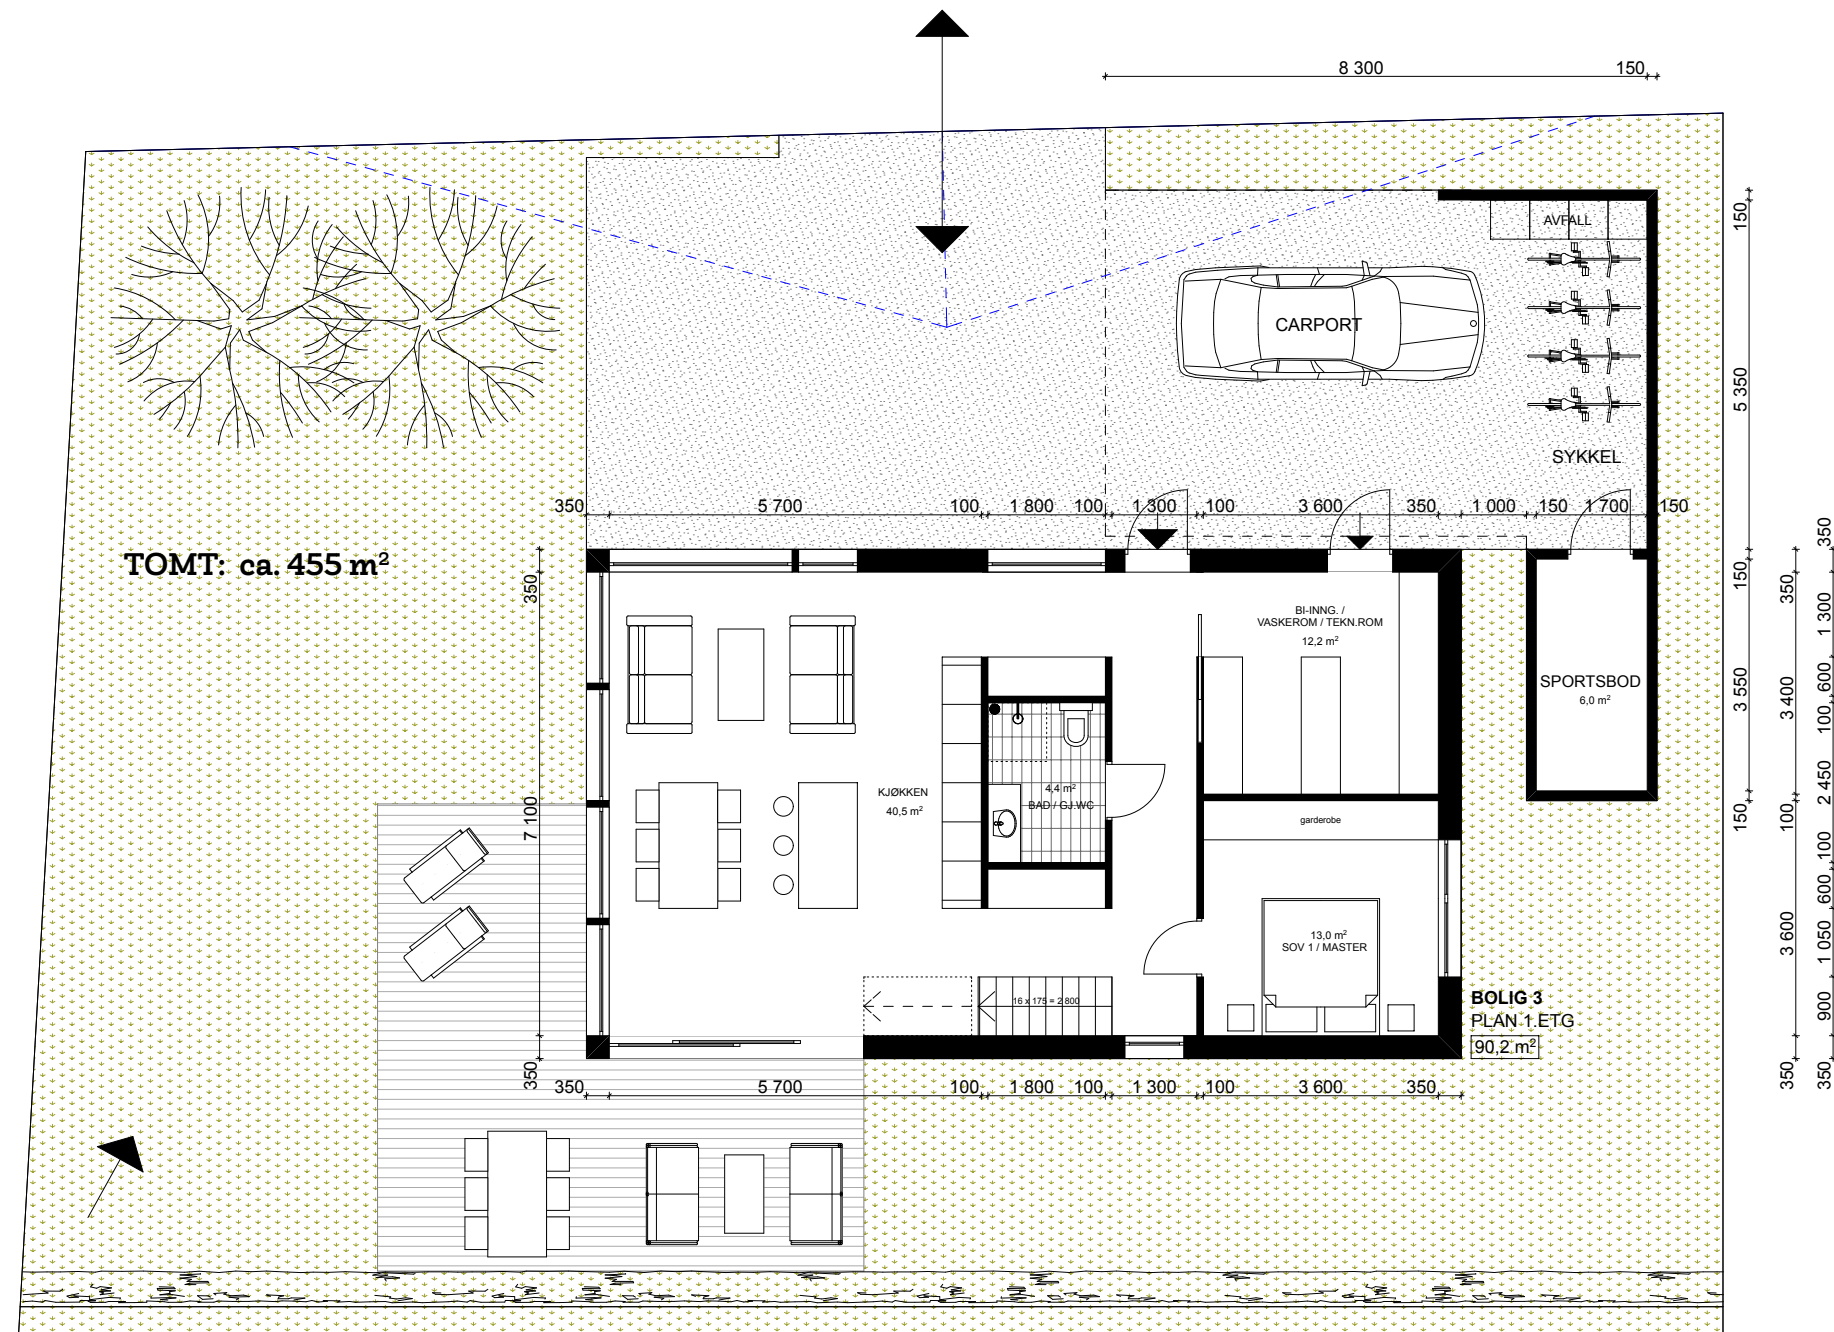 8 300
150
AVFALL
150
CARPORT
5 350
SYKKEL
350
5 700
100
1 800
100
1 300
100
3 600
350
1 000
150
1 700
150
TOMT: ca. 455 m²
350
BI-INNG. /
VASKEROM / TEKN.ROM
12,2 m²
150
350
350
1 300
SPORTSBOD
6,0 m²
3 550
3 400
600
100
KJØKKEN
40,5 m²
4,4 m²
BAD / GJ.WC
7 100
garderobe
150
100
2 450
100
600
13,0 m²
SOV 1 / MASTER
3 600
1 050
16 x 175 = 2 800
BOLIG 3
PLAN 1.ETG
90,2 m²
900
350
350
350
350
5 700
100
1 800
100
1 300
100
3 600
350